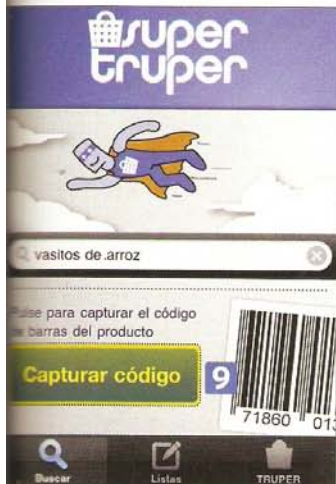 super
truper
vasitos de.arroz
Pulse para capturar el código
de barras del producto
Capturar código
9
71860 013
Buscar
Listas
TRUPER